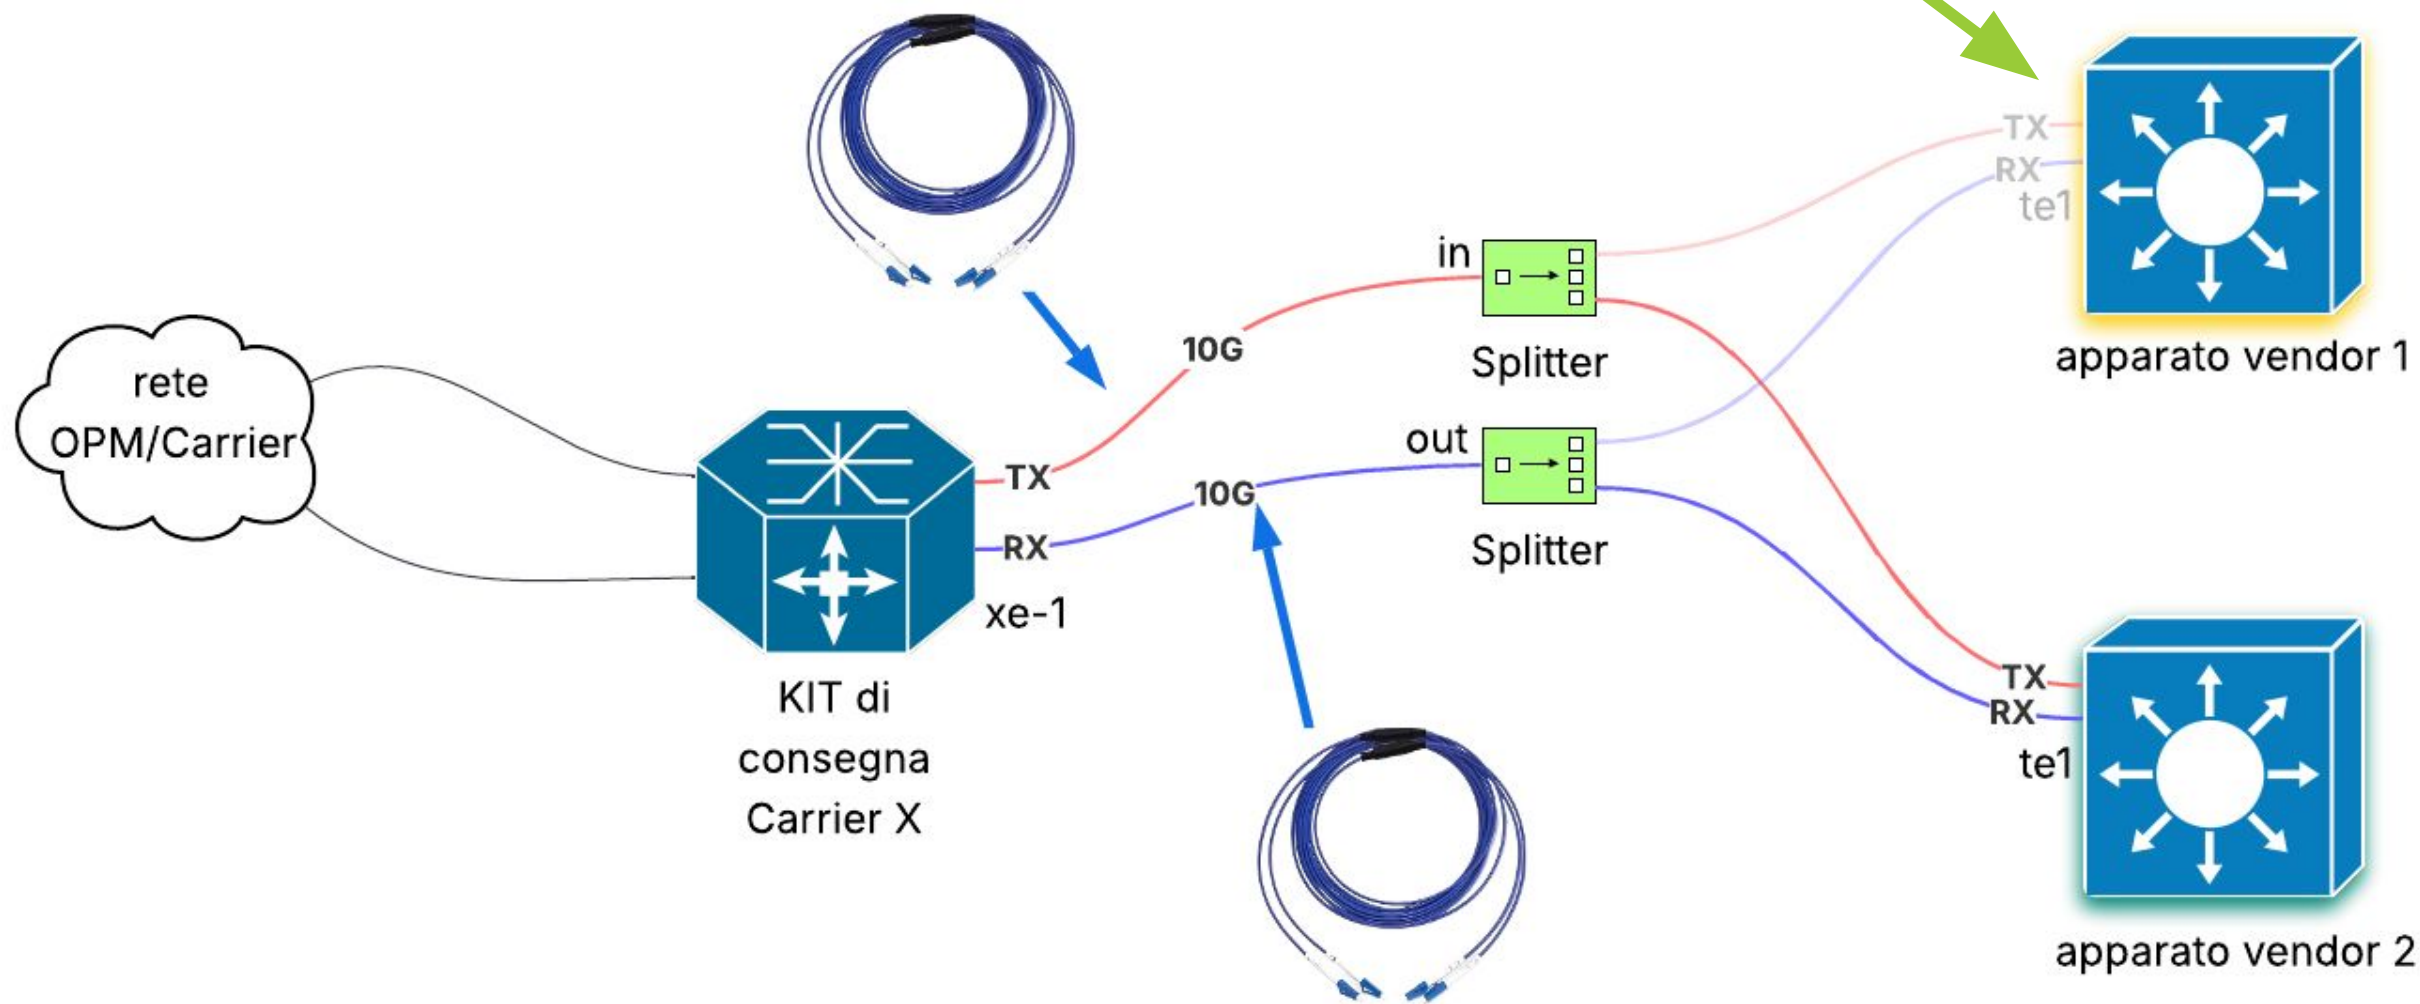 TX
RX
te1
apparato vendor 1
in
Splitter
10G
out
Splitter
10G
rete
OPM/Carrier
TX
RX
xe-1
KIT di
consegna
Carrier X
TX
RX
te1
apparato vendor 2